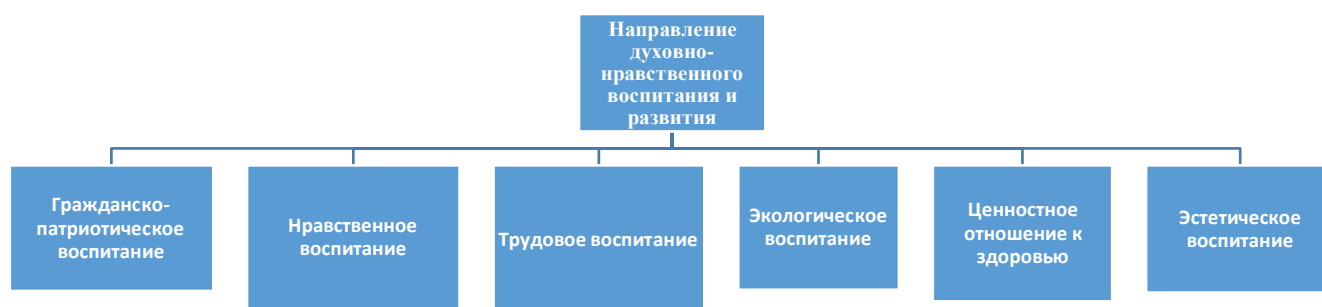 Направление
духовно-
нравственного
воспитания и
развития
Гражданско-
патриотическое
воспитание
Нравственное
воспитание
Трудовое воспитание
Экологическое
воспитание
Ценностное
отношение к
здоровью
Эстетическое
воспитание